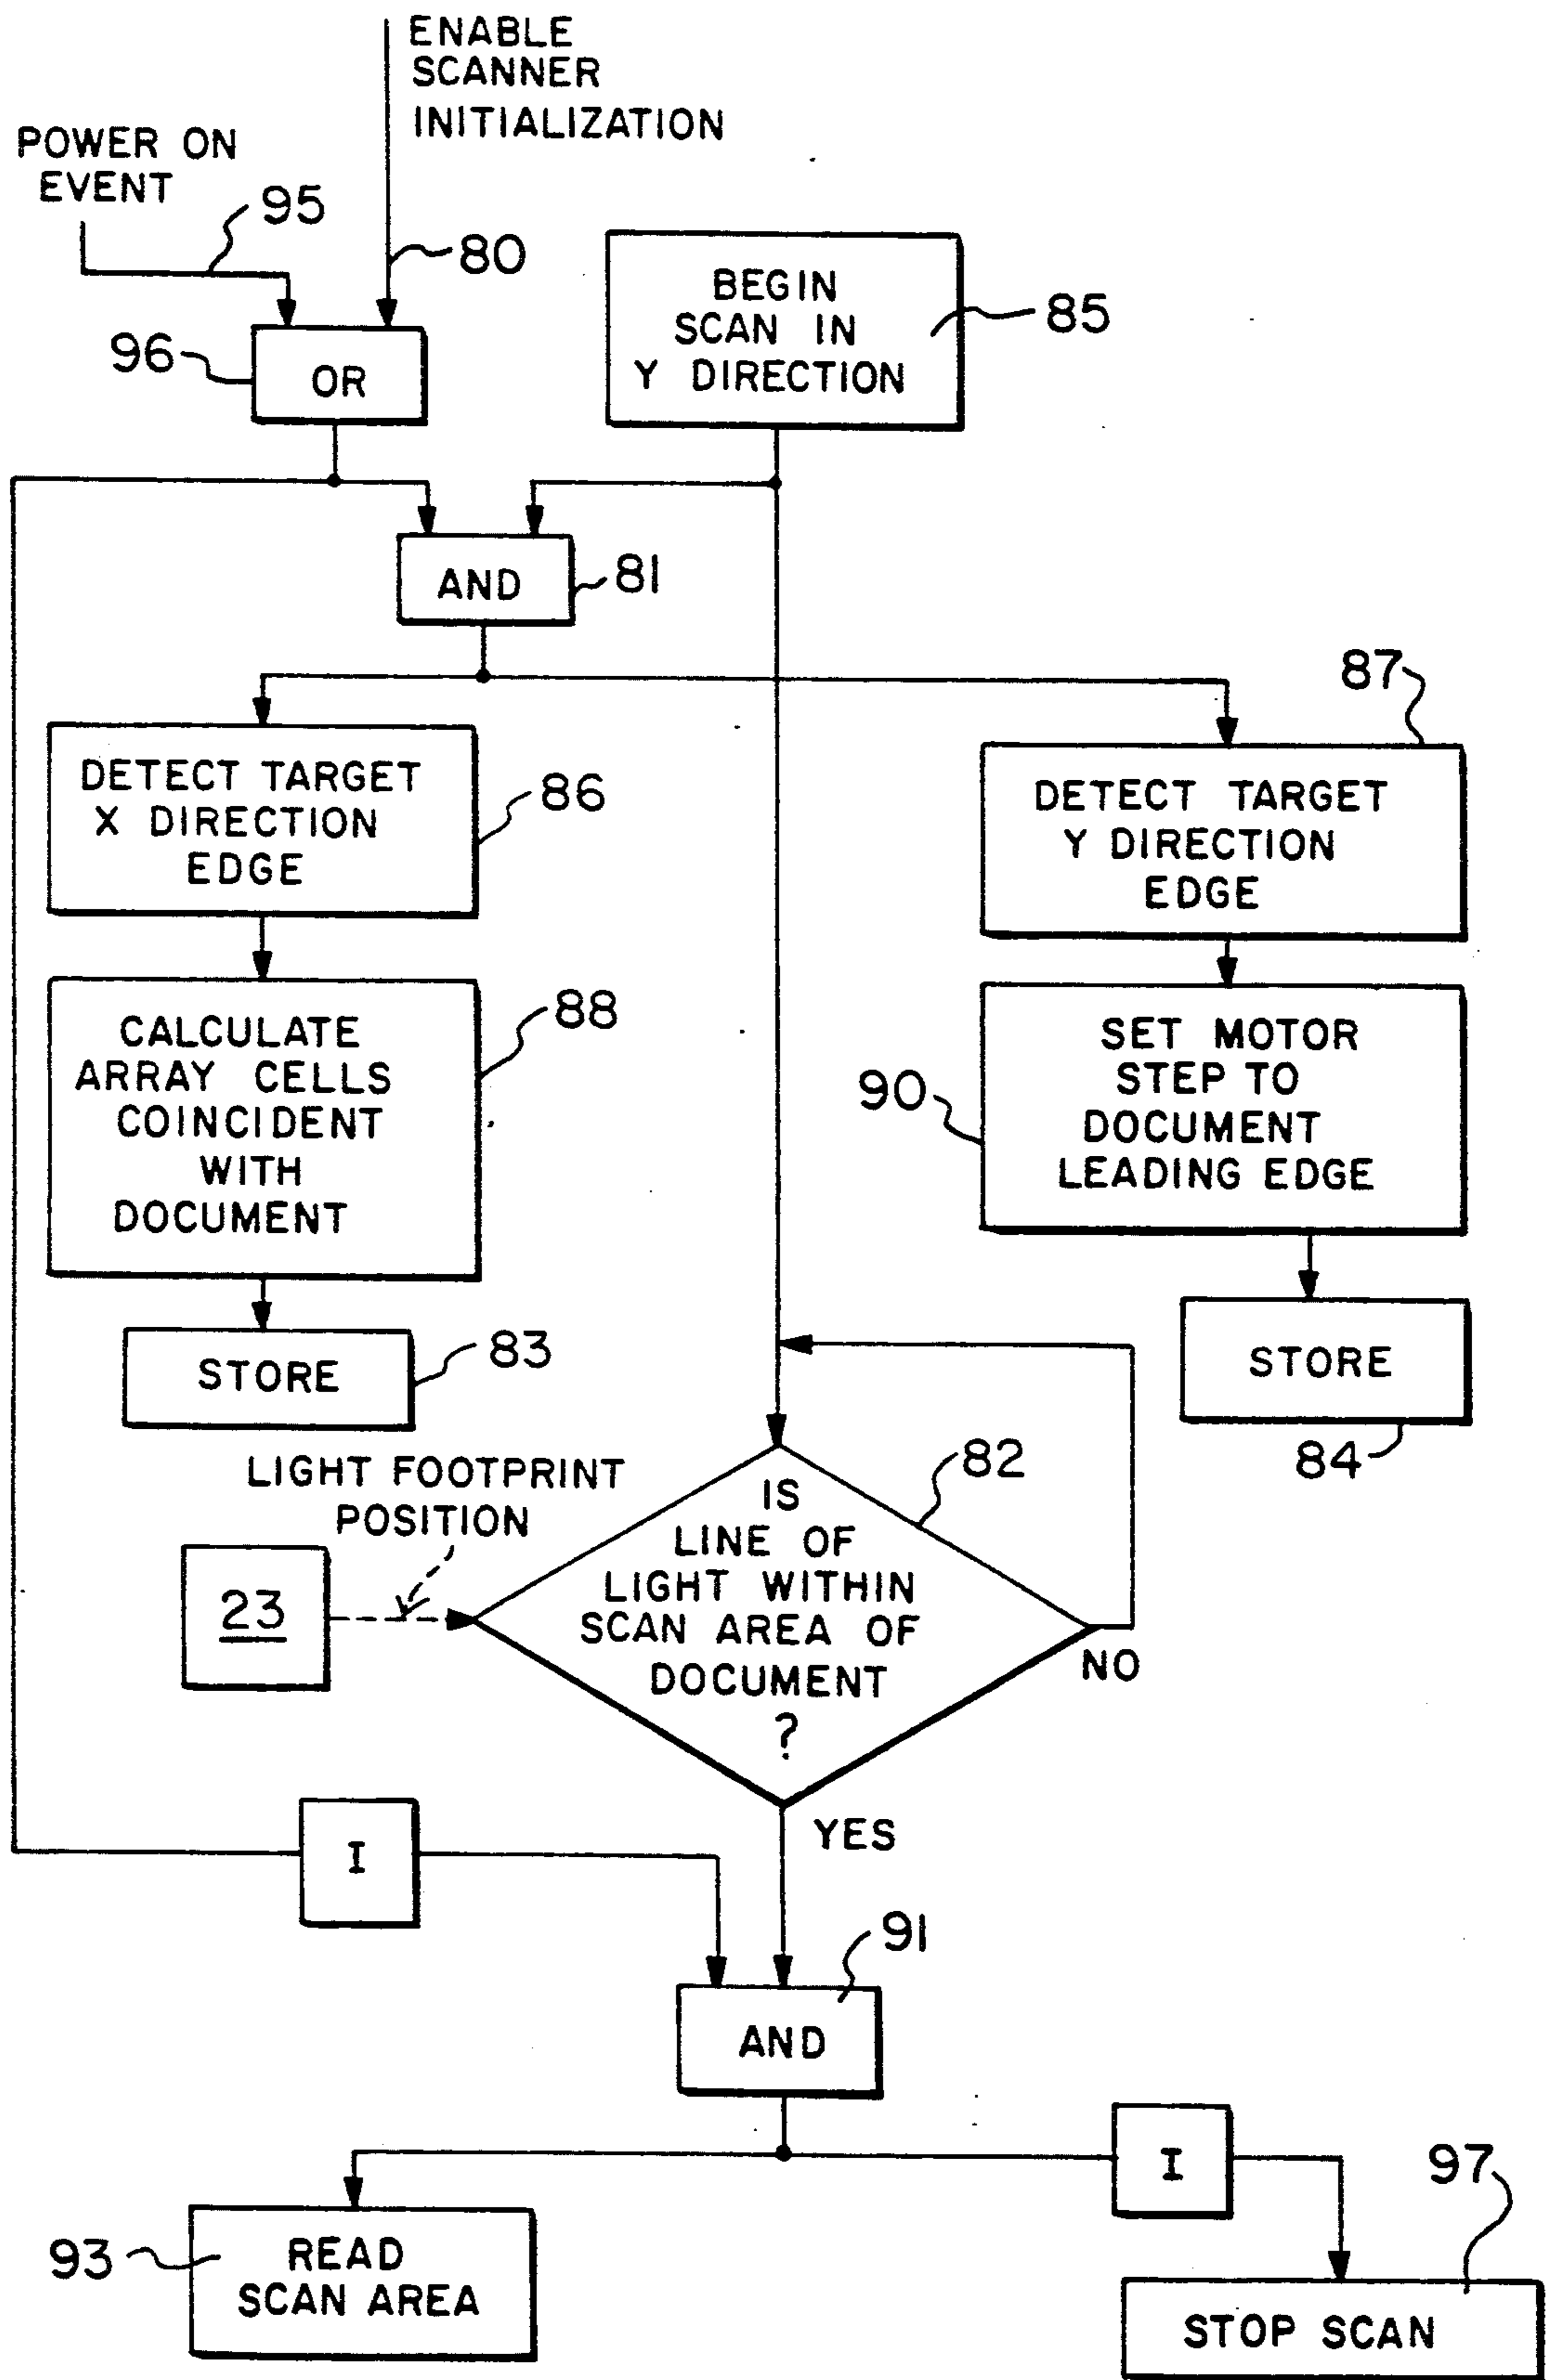 ENABLE
SCANNER
INITIALIZATION
POWER ON
EVENT
95
80
BEGIN
SCAN IN
Y DIRECTION
85
96
OR
AND
81
87
DETECT TARGET
X DIRECTION
EDGE
86
DETECT TARGET
Y DIRECTION
EDGE
CALCULATE
ARRAY CELLS
COINCIDENT
WITH
DOCUMENT
88
90
SET MOTOR
STEP TO
DOCUMENT
LEADING EDGE
STORE
83
STORE
84
LIGHT FOOTPRINT
POSITION
23
82
IS
LINE OF
LIGHT WITHIN
SCAN AREA OF
DOCUMENT
?
NO
YES
I
91
AND
I
97
93
READ
SCAN AREA
STOP SCAN